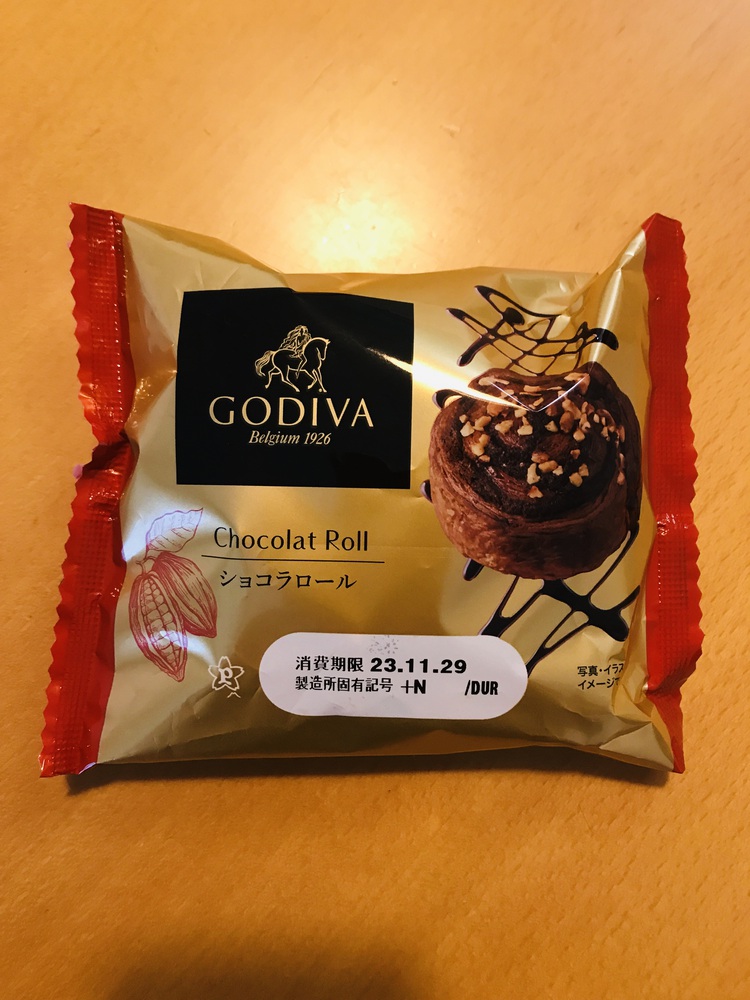 GODIVA
Belgium 1926
Chocolat Roll
ショコラロール
消費期限 23.11.29
製造所固有記号 +N /DUR
写真・イラス
イメージ